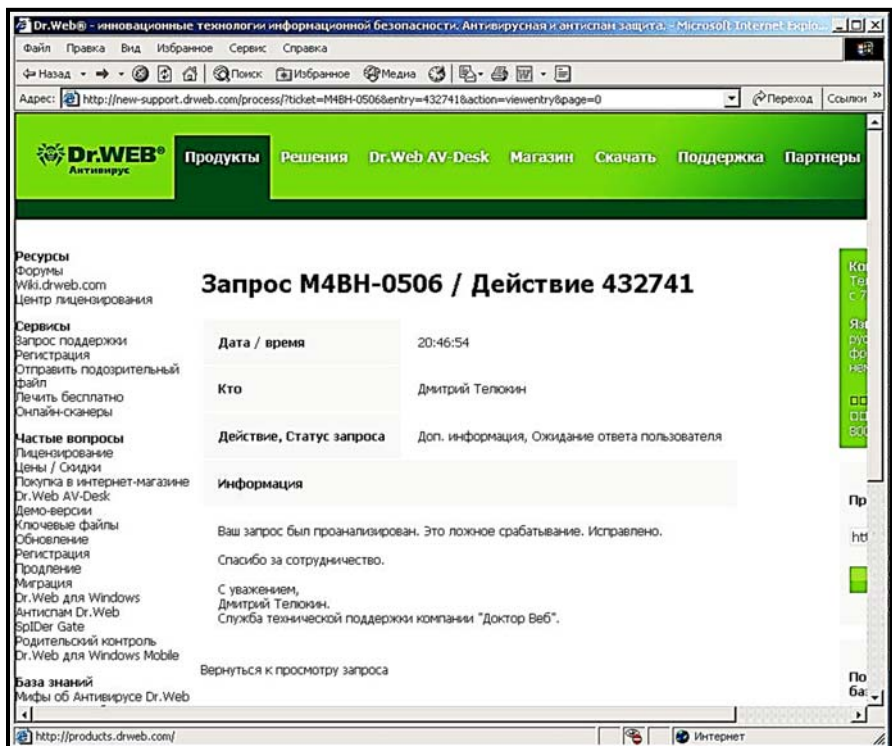 Dr.Web® - инновационные технологии информационной безопасности. Антивирусная и антиспам защита. - Microsoft Internet Explo...
Файл Правка Вид Избранное Сервис Справка
Назад Поиск Избранное Медиа
Адрес: http://new-support.drweb.com/process/?ticket=M4BH-0506&entry=432741&action=viewentry&page=0 Переход Ссылки »
Dr.WEB®
Антивирус
Продукты Решения Dr.Web AV-Desk Магазин Скачать Поддержка Партнеры
Ресурсы
Форумы
Wiki.drweb.com
Центр лицензирования
Сервисы
Запрос поддержки
Регистрация
Отправить подозрительный
файл
Лечить бесплатно
Онлайн-сканеры
Частые вопросы
Лицензирование
Цены / Скидки
Покупка в интернет-магазине
Dr.Web AV-Desk
Демо-версии
Ключевые файлы
Обновление
Регистрация
Продление
Миграция
Dr.Web для Windows
Антиспам Dr.Web
SpIDer Gate
Родительский контроль
Dr.Web для Windows Mobile
База знаний
Мифы об Антивирусе Dr.Web
Запрос M4BH-0506 / Действие 432741
Дата / время 20:46:54
Кто Дмитрий Телюкин
Действие, Статус запроса Доп. информация, Ожидание ответа пользователя
Информация
Ваш запрос был проанализирован. Это ложное срабатывание. Исправлено.
Спасибо за сотрудничество.
С уважением,
Дмитрий Телюкин.
Служба технической поддержки компании "Доктор Веб".
Вернуться к просмотру запроса
http://products.drweb.com/ Интернет